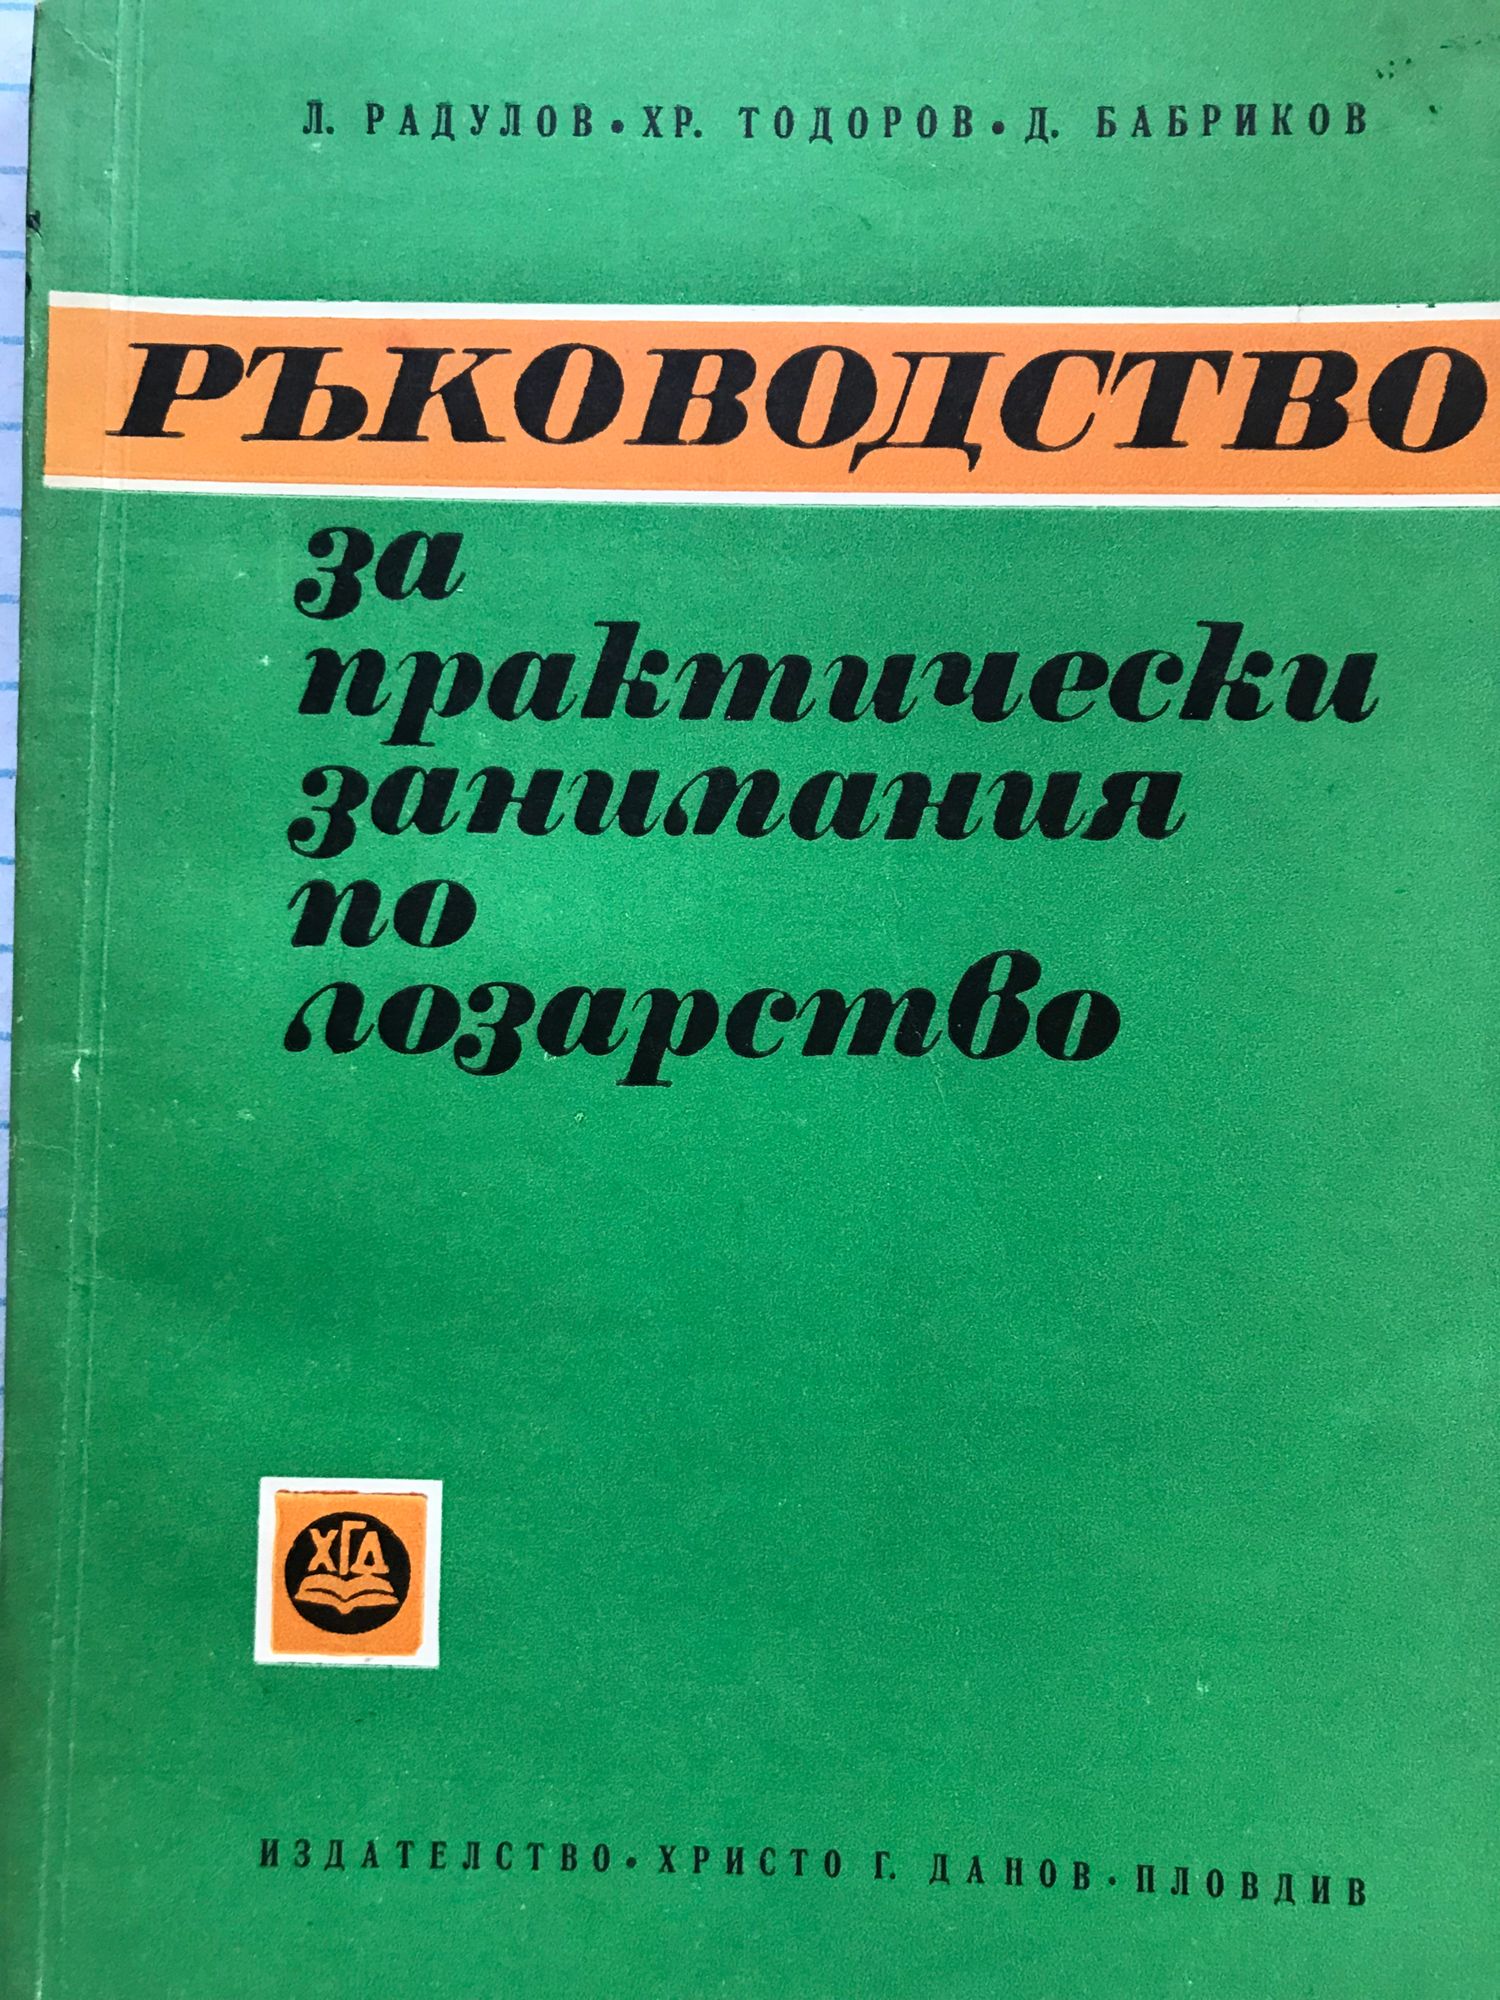 Л. РАДУЛОВ • ХР. ТОДОРОВ • Д. БАБРИКОВ
РЪКОВОДСТВО
за
практически
занимания
по
лозарство
ХГД
ИЗДАТЕЛСТВО • ХРИСТО Г. ДАНОВ • ПЛОВДИВ